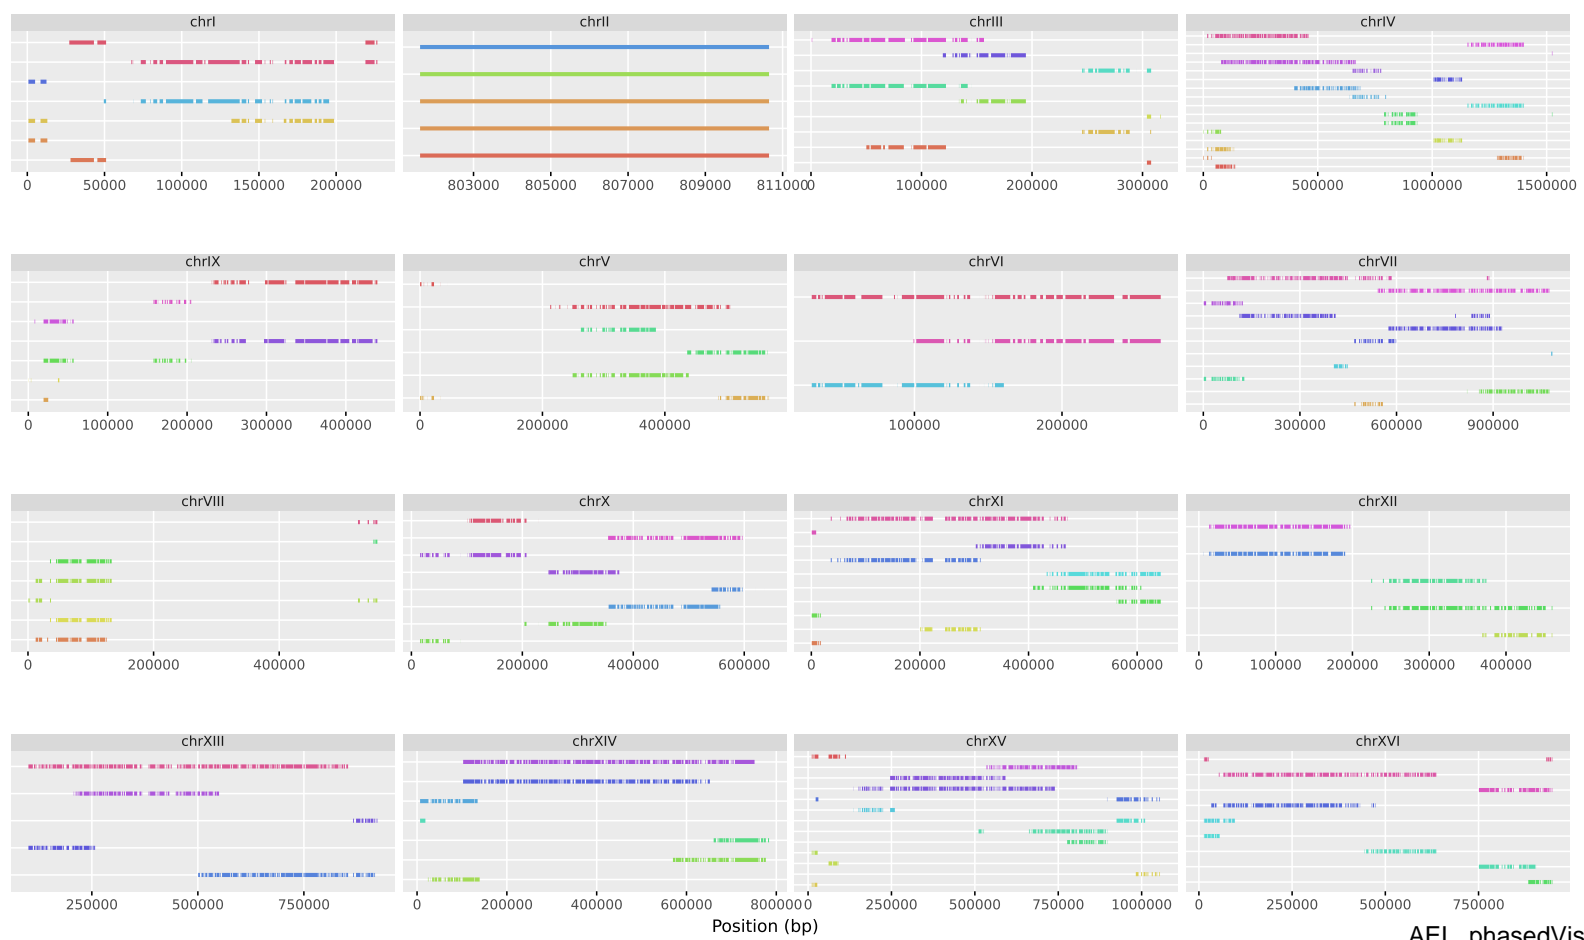 chrI chrII chrIII chrIV
0 50000 100000 150000 200000 803000 805000 807000 809000 811000 0 100000 200000 300000 0 500000 1000000 1500000
chrIX chrV chrVI chrVII
0 100000 200000 300000 400000 0 200000 400000 100000 200000 0 300000 600000 900000
chrVIII chrX chrXI chrXII
0 200000 400000 0 200000 400000 600000 0 200000 400000 600000 0 100000 200000 300000 400000
chrXIII chrXIV chrXV chrXVI
250000 500000 750000 0 200000 400000 600000 800000 0 250000 500000 750000 1000000 0 250000 500000 750000
Position (bp)